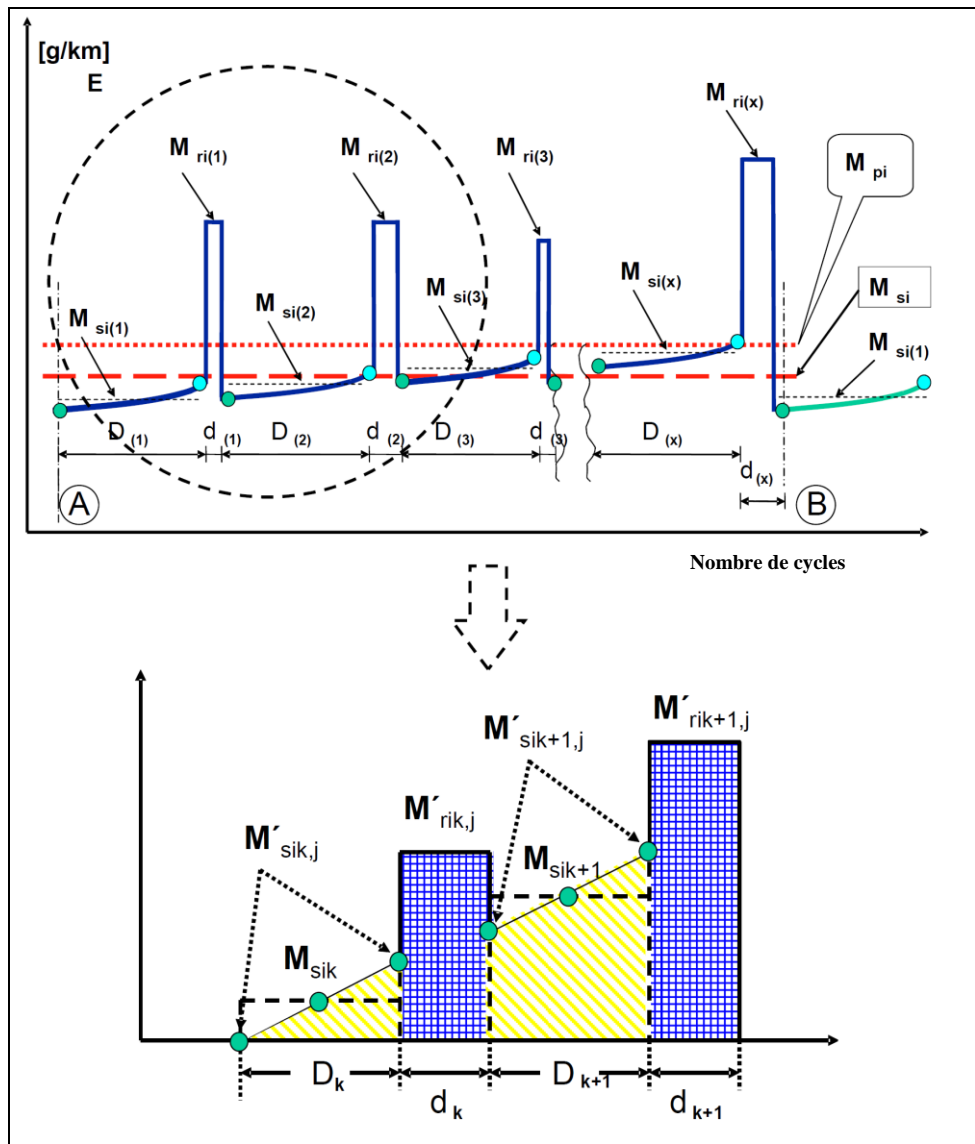 [g/km]
E
M ri(1)
M ri(2)
M ri(3)
M ri(x)
M pi
M si(1)
M si(2)
M si(3)
M si(x)
M si
M si(1)
D (1)
d (1)
D (2)
d (2)
D (3)
d (3)
D (x)
d (x)
A
B
Nombre de cycles
M´sik,j
M´rik,j
M´sik+1,j
M´rik+1,j
M sik
M sik+1
D k
d k
D k+1
d k+1